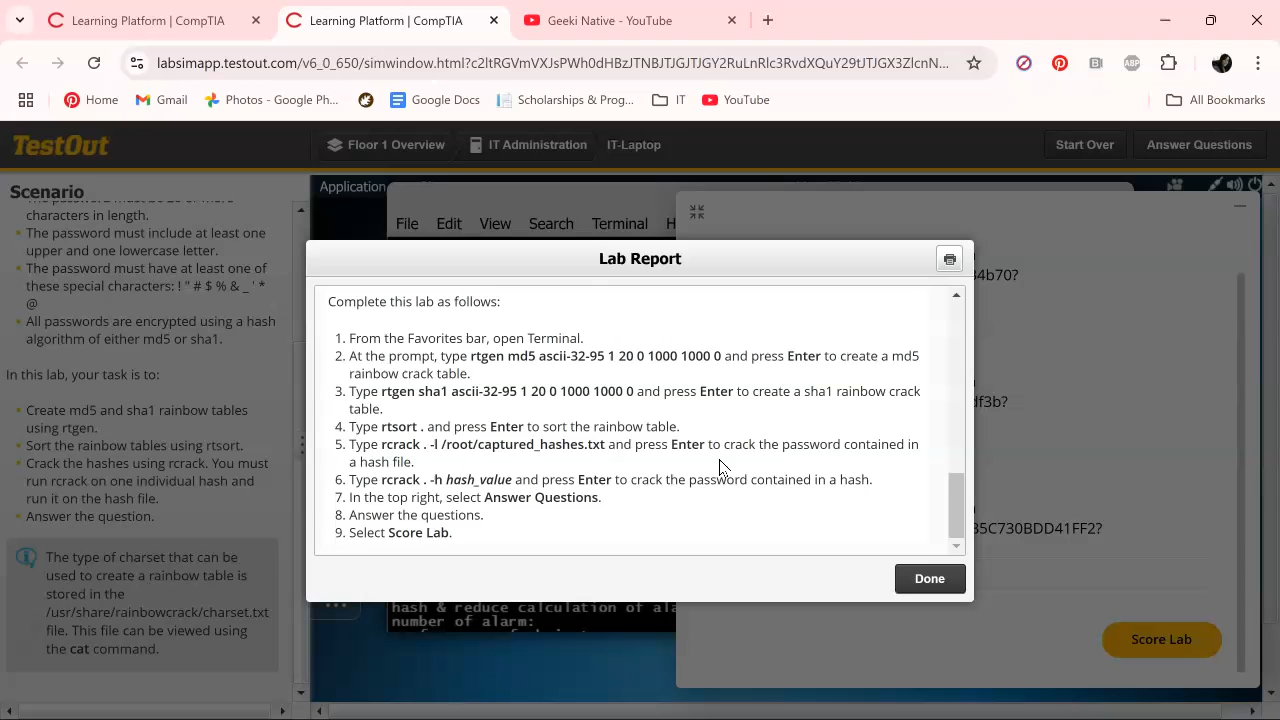 Learning Platform | CompTIA
Learning Platform | CompTIA
Geeki Native - YouTube
labsimapp.testout.com/v6_0_650/simwindow.html?c2ltRGVmVXJsPWh0dHBzJTNBJTJGJTJGY2RuLnRlc3RvdXQuY29tJTJGX3ZlcnN...
Home
Gmail
Photos - Google Ph...
Google Docs
Scholarships & Prog...
IT
YouTube
All Bookmarks
TestOut
Floor 1 Overview
IT Administration
IT-Laptop
Start Over
Answer Questions
Scenario
characters in length.
The password must include at least one
upper and one lowercase letter.
The password must have at least one of
these special characters: ! " # $ % & _ ' *
@
All passwords are encrypted using a hash
algorithm of either md5 or sha1.
In this lab, your task is to:
Create md5 and sha1 rainbow tables
using rtgen.
Sort the rainbow tables using rtsort.
Crack the hashes using rcrack. You must
run rcrack on one individual hash and
run it on the hash file.
Answer the question.
The type of charset that can be
used to create a rainbow table is
stored in the
/usr/share/rainbowcrack/charset.txt
file. This file can be viewed using
the cat command.
Application
File Edit View Search Terminal H
Lab Report
Complete this lab as follows:
1. From the Favorites bar, open Terminal.
2. At the prompt, type rtgen md5 ascii-32-95 1 20 0 1000 1000 0 and press Enter to create a md5
rainbow crack table.
3. Type rtgen sha1 ascii-32-95 1 20 0 1000 1000 0 and press Enter to create a sha1 rainbow crack
table.
4. Type rtsort . and press Enter to sort the rainbow table.
5. Type rcrack . -l /root/captured_hashes.txt and press Enter to crack the password contained in
a hash file.
6. Type rcrack . -h hash_value and press Enter to crack the password contained in a hash.
7. In the top right, select Answer Questions.
8. Answer the questions.
9. Select Score Lab.
Done
4b70?
df3b?
35C730BDD41FF2?
hash & reduce calculation of ala
number of alarm:
Score Lab